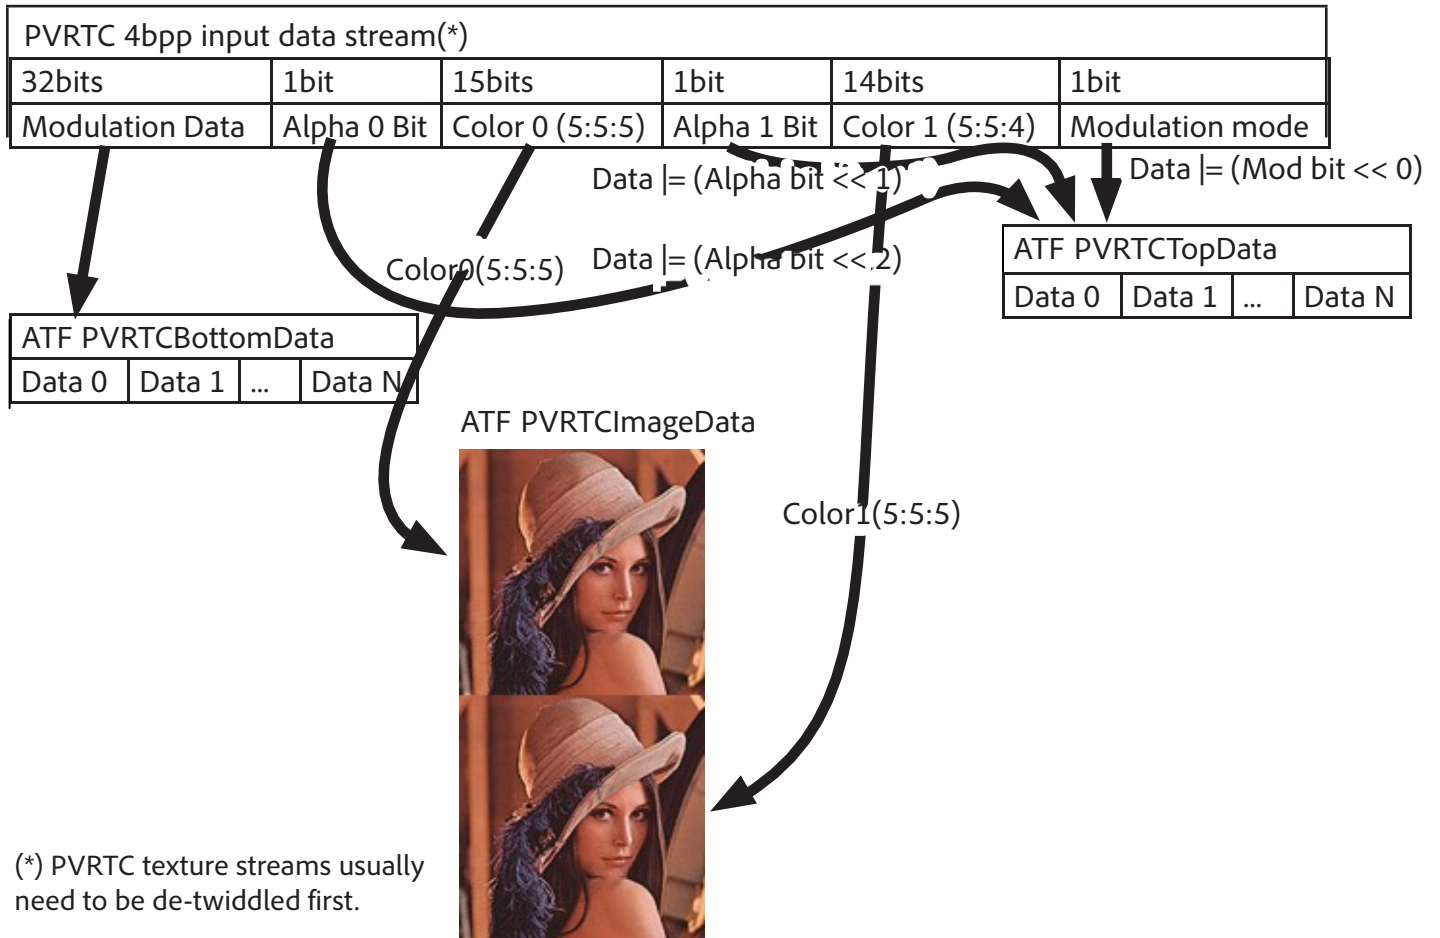 PVRTC 4bpp input data stream(*)
32bits 1bit 15bits 1bit 14bits 1bit
Modulation Data Alpha 0 Bit Color 0 (5:5:5) Alpha 1 Bit Color 1 (5:5:4) Modulation mode
Data |= (Alpha bit << 1) Data |= (Mod bit << 0)
Color0(5:5:5) Data |= (Alpha bit << 2)
ATF PVRTCTopData
Data 0 Data 1 ... Data N
ATF PVRTCBottomData
Data 0 Data 1 ... Data N
ATF PVRTCImageData
Color1(5:5:5)
(*) PVRTC texture streams usually
need to be de-twiddled first.